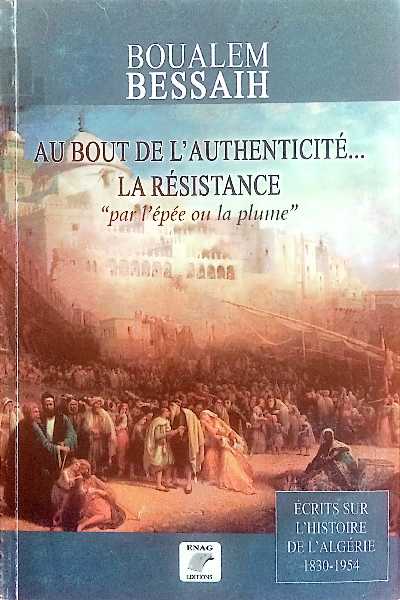 BOUALEM
BESSAIH
AU BOUT DE L'AUTHENTICITÉ...
LA RÉSISTANCE
"par l'épée ou la plume"
ÉCRITS SUR
L'HISTOIRE
DE L'ALGÉRIE
1830-1954
ENAG
EDITIONS